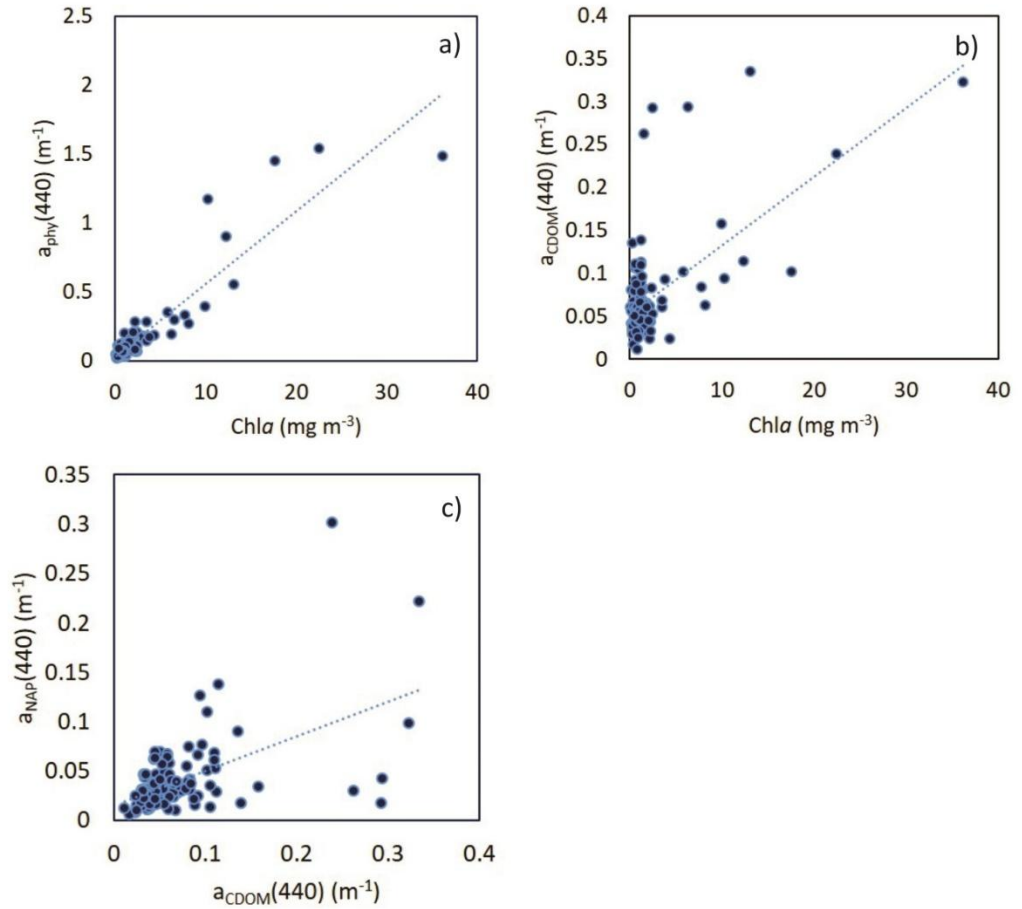 a)
2.5
2
1.5
1
0.5
0
aphy(440) (m-1)
0 10 20 30 40
Chla (mg m-3)
b)
0.4
0.35
0.3
0.25
0.2
0.15
0.1
0.05
0
aCDOM(440) (m-1)
0 10 20 30 40
Chla (mg m-3)
c)
0.35
0.3
0.25
0.2
0.15
0.1
0.05
0
aNAP(440) (m-1)
0 0.1 0.2 0.3 0.4
aCDOM(440) (m-1)